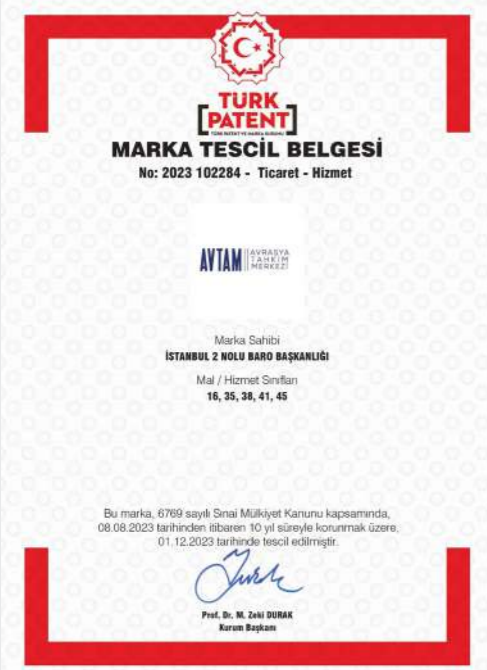 TÜRK
PATENT
TÜRK PATENT VE MARKA KURUMU
MARKA TESCİL BELGESİ
No: 2023 102284 - Ticaret - Hizmet
AVTAM AVRASYA
TAHKİM
MERKEZİ
Marka Sahibi
İSTANBUL 2 NOLU BARO BAŞKANLIĞI
Mal / Hizmet Sınıfları
16, 35, 38, 41, 45
Bu marka, 6769 sayılı Sınai Mülkiyet Kanunu kapsamında,
08.08.2023 tarihinden itibaren 10 yıl süreyle korunmak üzere,
01.12.2023 tarihinde tescil edilmiştir.
Prof. Dr. M. Zeki DURAK
Kurum Başkanı